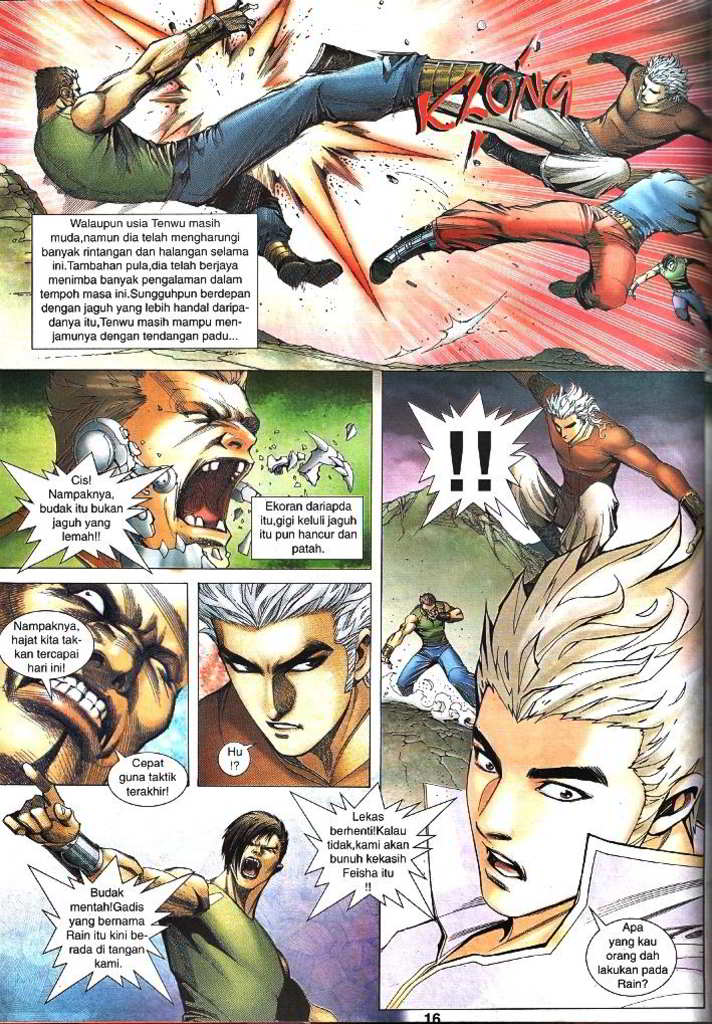 KLONG
Walaupun usia Tenwu masih
muda,namun dia telah mengharungi
banyak rintangan dan halangan selama
ini.Tambahan pula,dia telah berjaya
menimba banyak pengalaman dalam
tempoh masa ini.Sungguhpun berdepan
dengan jaguh yang lebih handal daripa-
danya itu,Tenwu masih mampu men-
jamunya dengan tendangan padu...
Cis!
Nampaknya,
budak itu bukan
jaguh yang
lemah!!
Ekoran dariapda
itu,gigi keluli jaguh
itu pun hancur dan
patah.
!!
Nampaknya,
hajat kita tak-
kan tercapai
hari ini!
Cepat
guna taktik
terakhir!
Hu
!?
Lekas
berhenti!Kalau
tidak,kami akan
bunuh kekasih
Feisha itu
!!
Budak
mentah!Gadis
yang bernama
Rain itu kini be-
rada di tangan
kami.
Apa
yang kau
orang dah
lakukan pada
Rain?
16